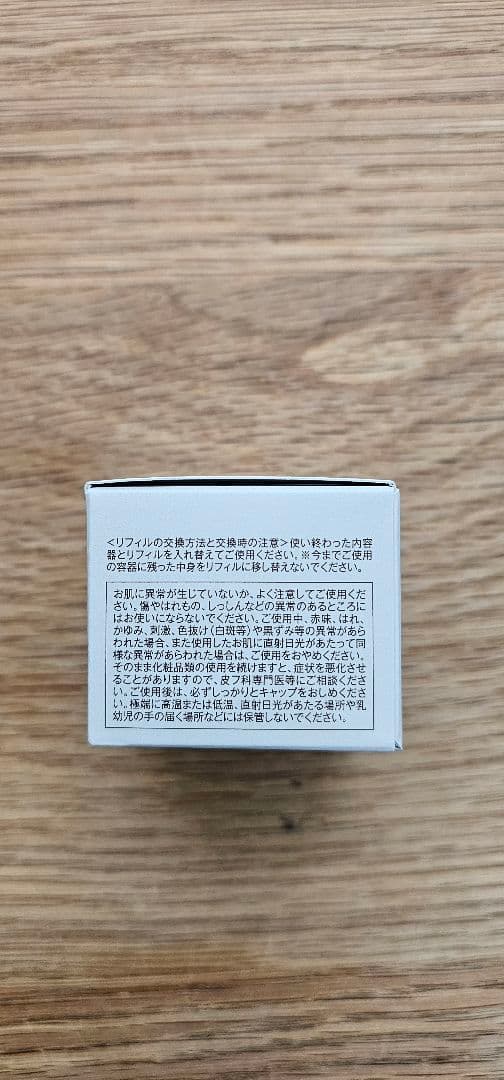 ＜リフィルの交換方法と交換時の注意＞使い終わった内容
器とリフィルを入れ替えてご使用ください。※今までご使用
の容器に残った中身をリフィルに移し替えないでください。
お肌に異常が生じていないか、よく注意してご使用くだ
さい。傷やはれもの、しっしんなどの異常のあるところに
はお使いにならないでください。ご使用中、赤味、はれ、
かゆみ、刺激、色抜け（白斑等）や黒ずみ等の異常があら
われた場合、また使用したお肌に直射日光があたって同
様な異常があらわれた場合は、ご使用をおやめください。
そのまま化粧品類の使用を続けますと、症状を悪化させ
ることがありますので、皮フ科専門医等にご相談くださ
い。ご使用後は、必ずしっかりとキャップをおしめくださ
い。極端に高温または低温、直射日光があたる場所や乳
幼児の手の届く場所などには保管しないでください。